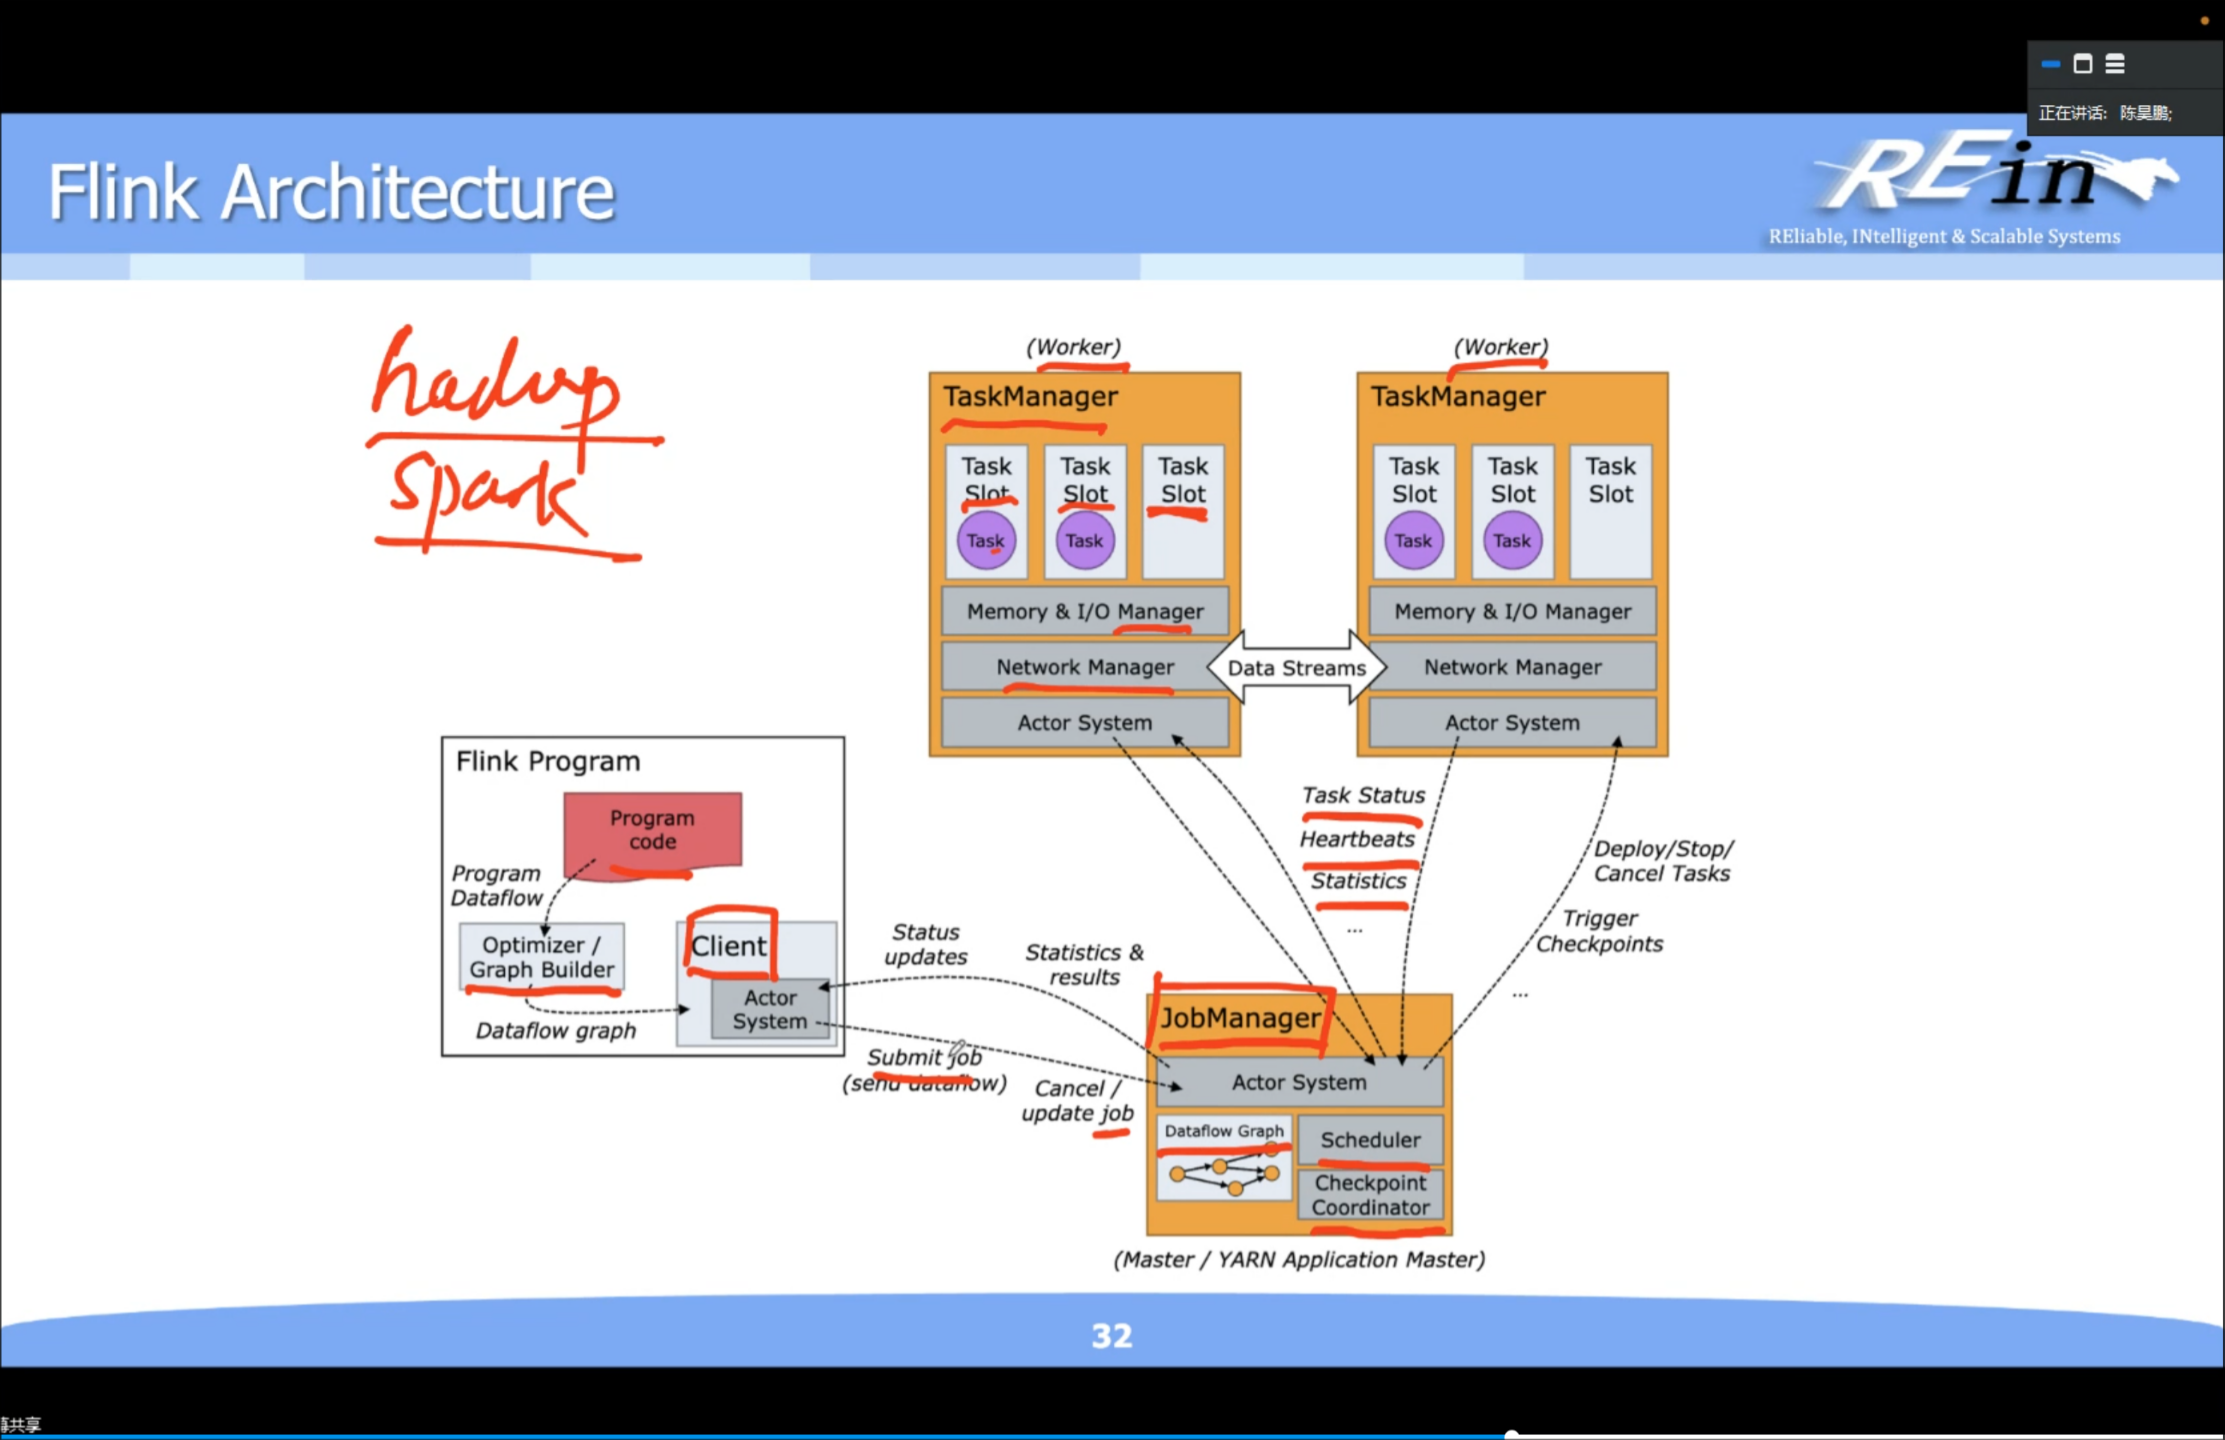 正在讲话: 陈昊鹏;
Flink Architecture
REin
REliable, INtelligent & Scalable Systems
hadoop
spark
(Worker)
TaskManager
Task Slot
Task
Task Slot
Task
Task Slot
Memory & I/O Manager
Network Manager
Actor System
Data Streams
(Worker)
TaskManager
Task Slot
Task
Task Slot
Task
Task Slot
Memory & I/O Manager
Network Manager
Actor System
Flink Program
Program
code
Program
Dataflow
Optimizer /
Graph Builder
Dataflow graph
Client
Actor
System
Status
updates
Statistics &
results
Submit job
(send dataflow)
Cancel /
update job
Task Status
Heartbeats
Statistics
...
Deploy/Stop/
Cancel Tasks
Trigger
Checkpoints
...
JobManager
Actor System
Dataflow Graph
Scheduler
Checkpoint
Coordinator
(Master / YARN Application Master)
32
共享